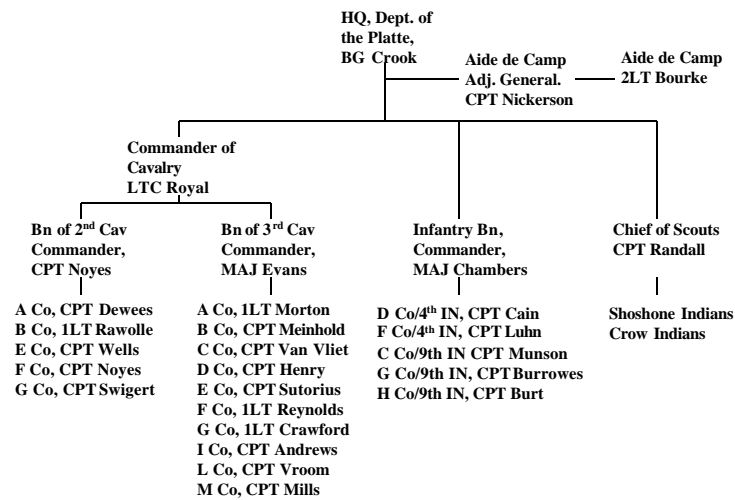 HQ, Dept. of
the Platte,
BG Crook
Aide de Camp
Adj. General.
CPT Nickerson
Aide de Camp
2LT Bourke
Commander of
Cavalry
LTC Royal
Bn of 2nd Cav
Commander,
CPT Noyes
A Co, CPT Dewees
B Co, 1LT Rawolle
E Co, CPT Wells
F Co, CPT Noyes
G Co, CPT Swigert
Bn of 3rd Cav
Commander,
MAJ Evans
A Co, 1LT Morton
B Co, CPT Meinhold
C Co, CPT Van Vliet
D Co, CPT Henry
E Co, CPT Sutorius
F Co, 1LT Reynolds
G Co, 1LT Crawford
I Co, CPT Andrews
L Co, CPT Vroom
M Co, CPT Mills
Infantry Bn,
Commander,
MAJ Chambers
D Co/4th IN, CPT Cain
F Co/4th IN, CPT Luhn
C Co/9th IN CPT Munson
G Co/9th IN, CPT Burrowes
H Co/9th IN, CPT Burt
Chief of Scouts
CPT Randall
Shoshone Indians
Crow Indians